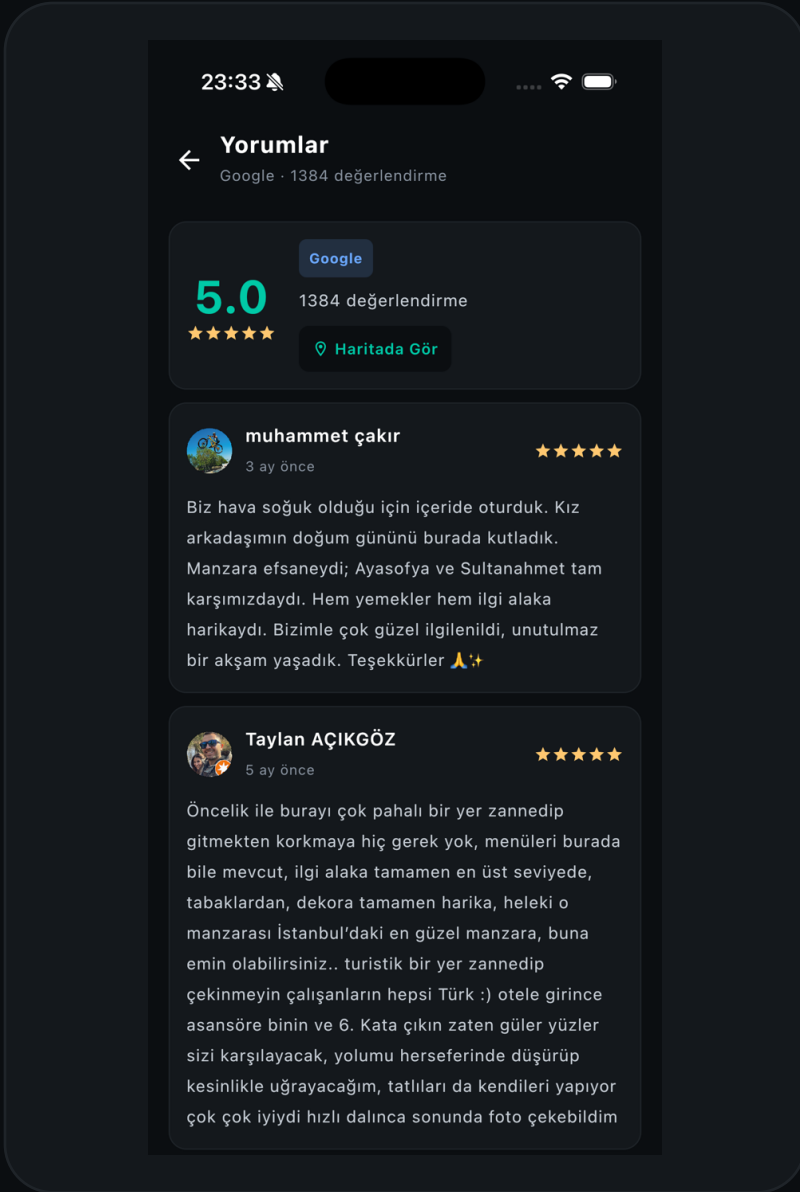 23:33
Yorumlar
Google · 1384 değerlendirme
5.0
Google
1384 değerlendirme
Haritada Gör
muhammet çakır
3 ay önce
Biz hava soğuk olduğu için içeride oturduk. Kız
arkadaşımın doğum gününü burada kutladık.
Manzara efsaneydi; Ayasofya ve Sultanahmet tam
karşımızdaydı. Hem yemekler hem ilgi alaka
harikaydı. Bizimle çok güzel ilgilenildi, unutulmaz
bir akşam yaşadık. Teşekkürler 🙏✨
Taylan AÇIKGÖZ
5 ay önce
Öncelik ile burayı çok pahalı bir yer zannedip
gitmekten korkmaya hiç gerek yok, menüleri burada
bile mevcut, ilgi alaka tamamen en üst seviyede,
tabaklardan, dekora tamamen harika, heleki o
manzarası İstanbul’daki en güzel manzara, buna
emin olabilirsiniz.. turistik bir yer zannedip
çekinmeyin çalışanların hepsi Türk :) otele girince
asansöre binin ve 6. Kata çıkın zaten güler yüzler
sizi karşılayacak, yolumu herseferinde düşürüp
kesinlikle uğrayacağım, tatlıları da kendileri yapıyor
çok çok iyiydi hızlı dalınca sonunda foto çekebildim